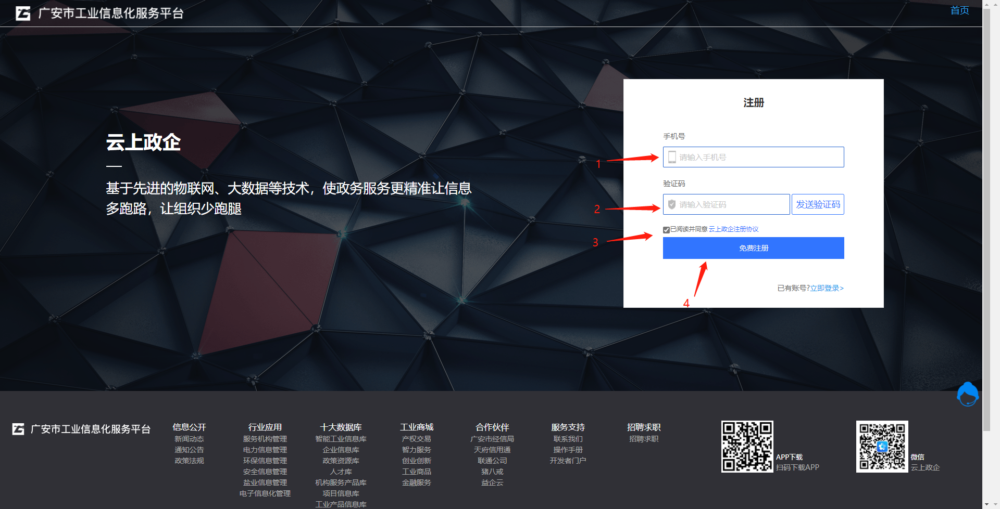 广安市工业信息化服务平台
首页
云上政企
基于先进的物联网、大数据等技术，使政务服务更精准让信息
多跑路，让组织少跑腿
注册
手机号
1
请输入手机号
验证码
2
请输入验证码
发送验证码
3
已阅读并同意 云上政企注册协议
免费注册
4
已有账号?立即登录>
广安市工业信息化服务平台
信息公开
新闻动态
通知公告
政策法规
行业应用
服务机构管理
电力信息管理
环保信息管理
安全信息管理
盐业信息管理
电子信息化管理
十大数据库
智能工业信息库
企业信息库
政策资源库
人才库
机构服务产品库
项目信息库
工业产品信息库
工业商城
产权交易
智力服务
创业创新
工业商品
金融服务
合作伙伴
广安市经信局
天府信用通
联通公司
猪八戒
益企云
服务支持
联系我们
操作手册
开发者门户
招聘求职
招聘求职
APP下载
扫码下载APP
微信
云上政企